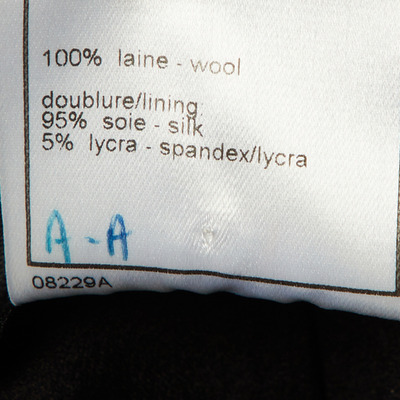 100% laine - wool
doublure/lining
95% soie - silk
5% lycra - spandex/lycra
A - A
08229A